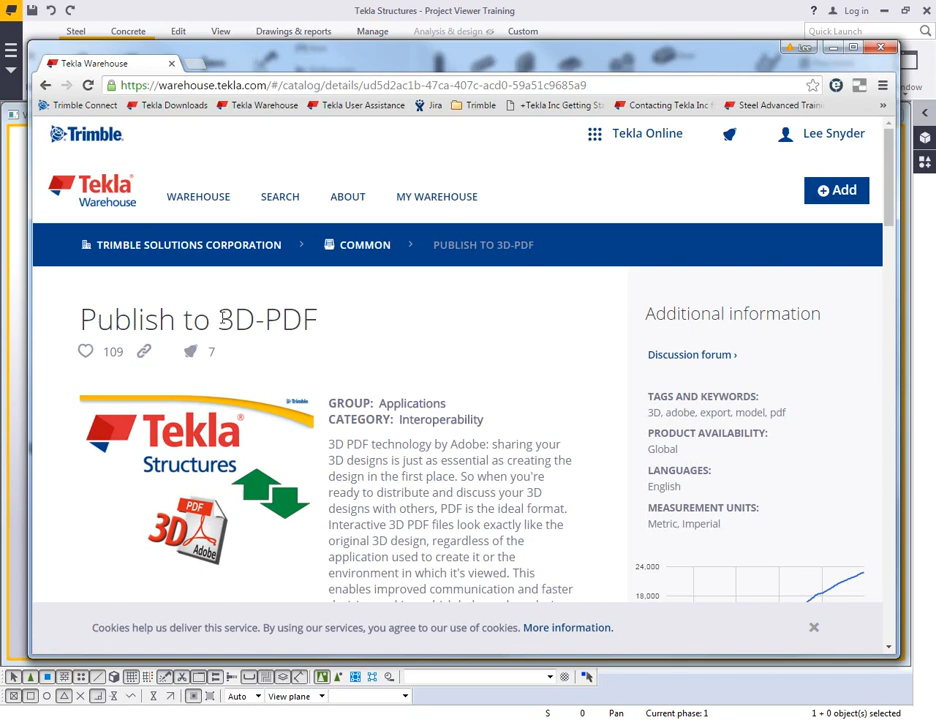 Tekla Structures - Project Viewer Training
? Log in
Steel Concrete Edit View Drawings & reports Manage Analysis & design Custom Quick Launch
Tekla Warehouse
Lee
https://warehouse.tekla.com/#/catalog/details/ud5d2ac1b-47ca-407c-acd0-59a51c9685a9
Trimble Connect Tekla Downloads Tekla Warehouse Tekla User Assistance Jira Trimble +Tekla Inc Getting St Contacting Tekla Inc Steel Advanced Traini »
Trimble.
Tekla Online Lee Snyder
Tekla®
Warehouse
WAREHOUSE SEARCH ABOUT MY WAREHOUSE
Add
TRIMBLE SOLUTIONS CORPORATION > COMMON > PUBLISH TO 3D-PDF
Publish to 3D-PDF
109 7
Additional information
Discussion forum ›
Trimble
Tekla®
Structures
PDF
3D
Adobe
GROUP: Applications
CATEGORY: Interoperability
3D PDF technology by Adobe: sharing your
3D designs is just as essential as creating the
design in the first place. So when you're
ready to distribute and discuss your 3D
designs with others, PDF is the ideal format.
Interactive 3D PDF files look exactly like the
original 3D design, regardless of the
application used to create it or the
environment in which it's viewed. This
enables improved communication and faster
TAGS AND KEYWORDS:
3D, adobe, export, model, pdf
PRODUCT AVAILABILITY:
Global
LANGUAGES:
English
MEASUREMENT UNITS:
Metric, Imperial
24,000
18,000
Cookies help us deliver this service. By using our services, you agree to our use of cookies. More information.
Auto View plane
S 0 Pan Current phase: 1 1 + 0 object(s) selected